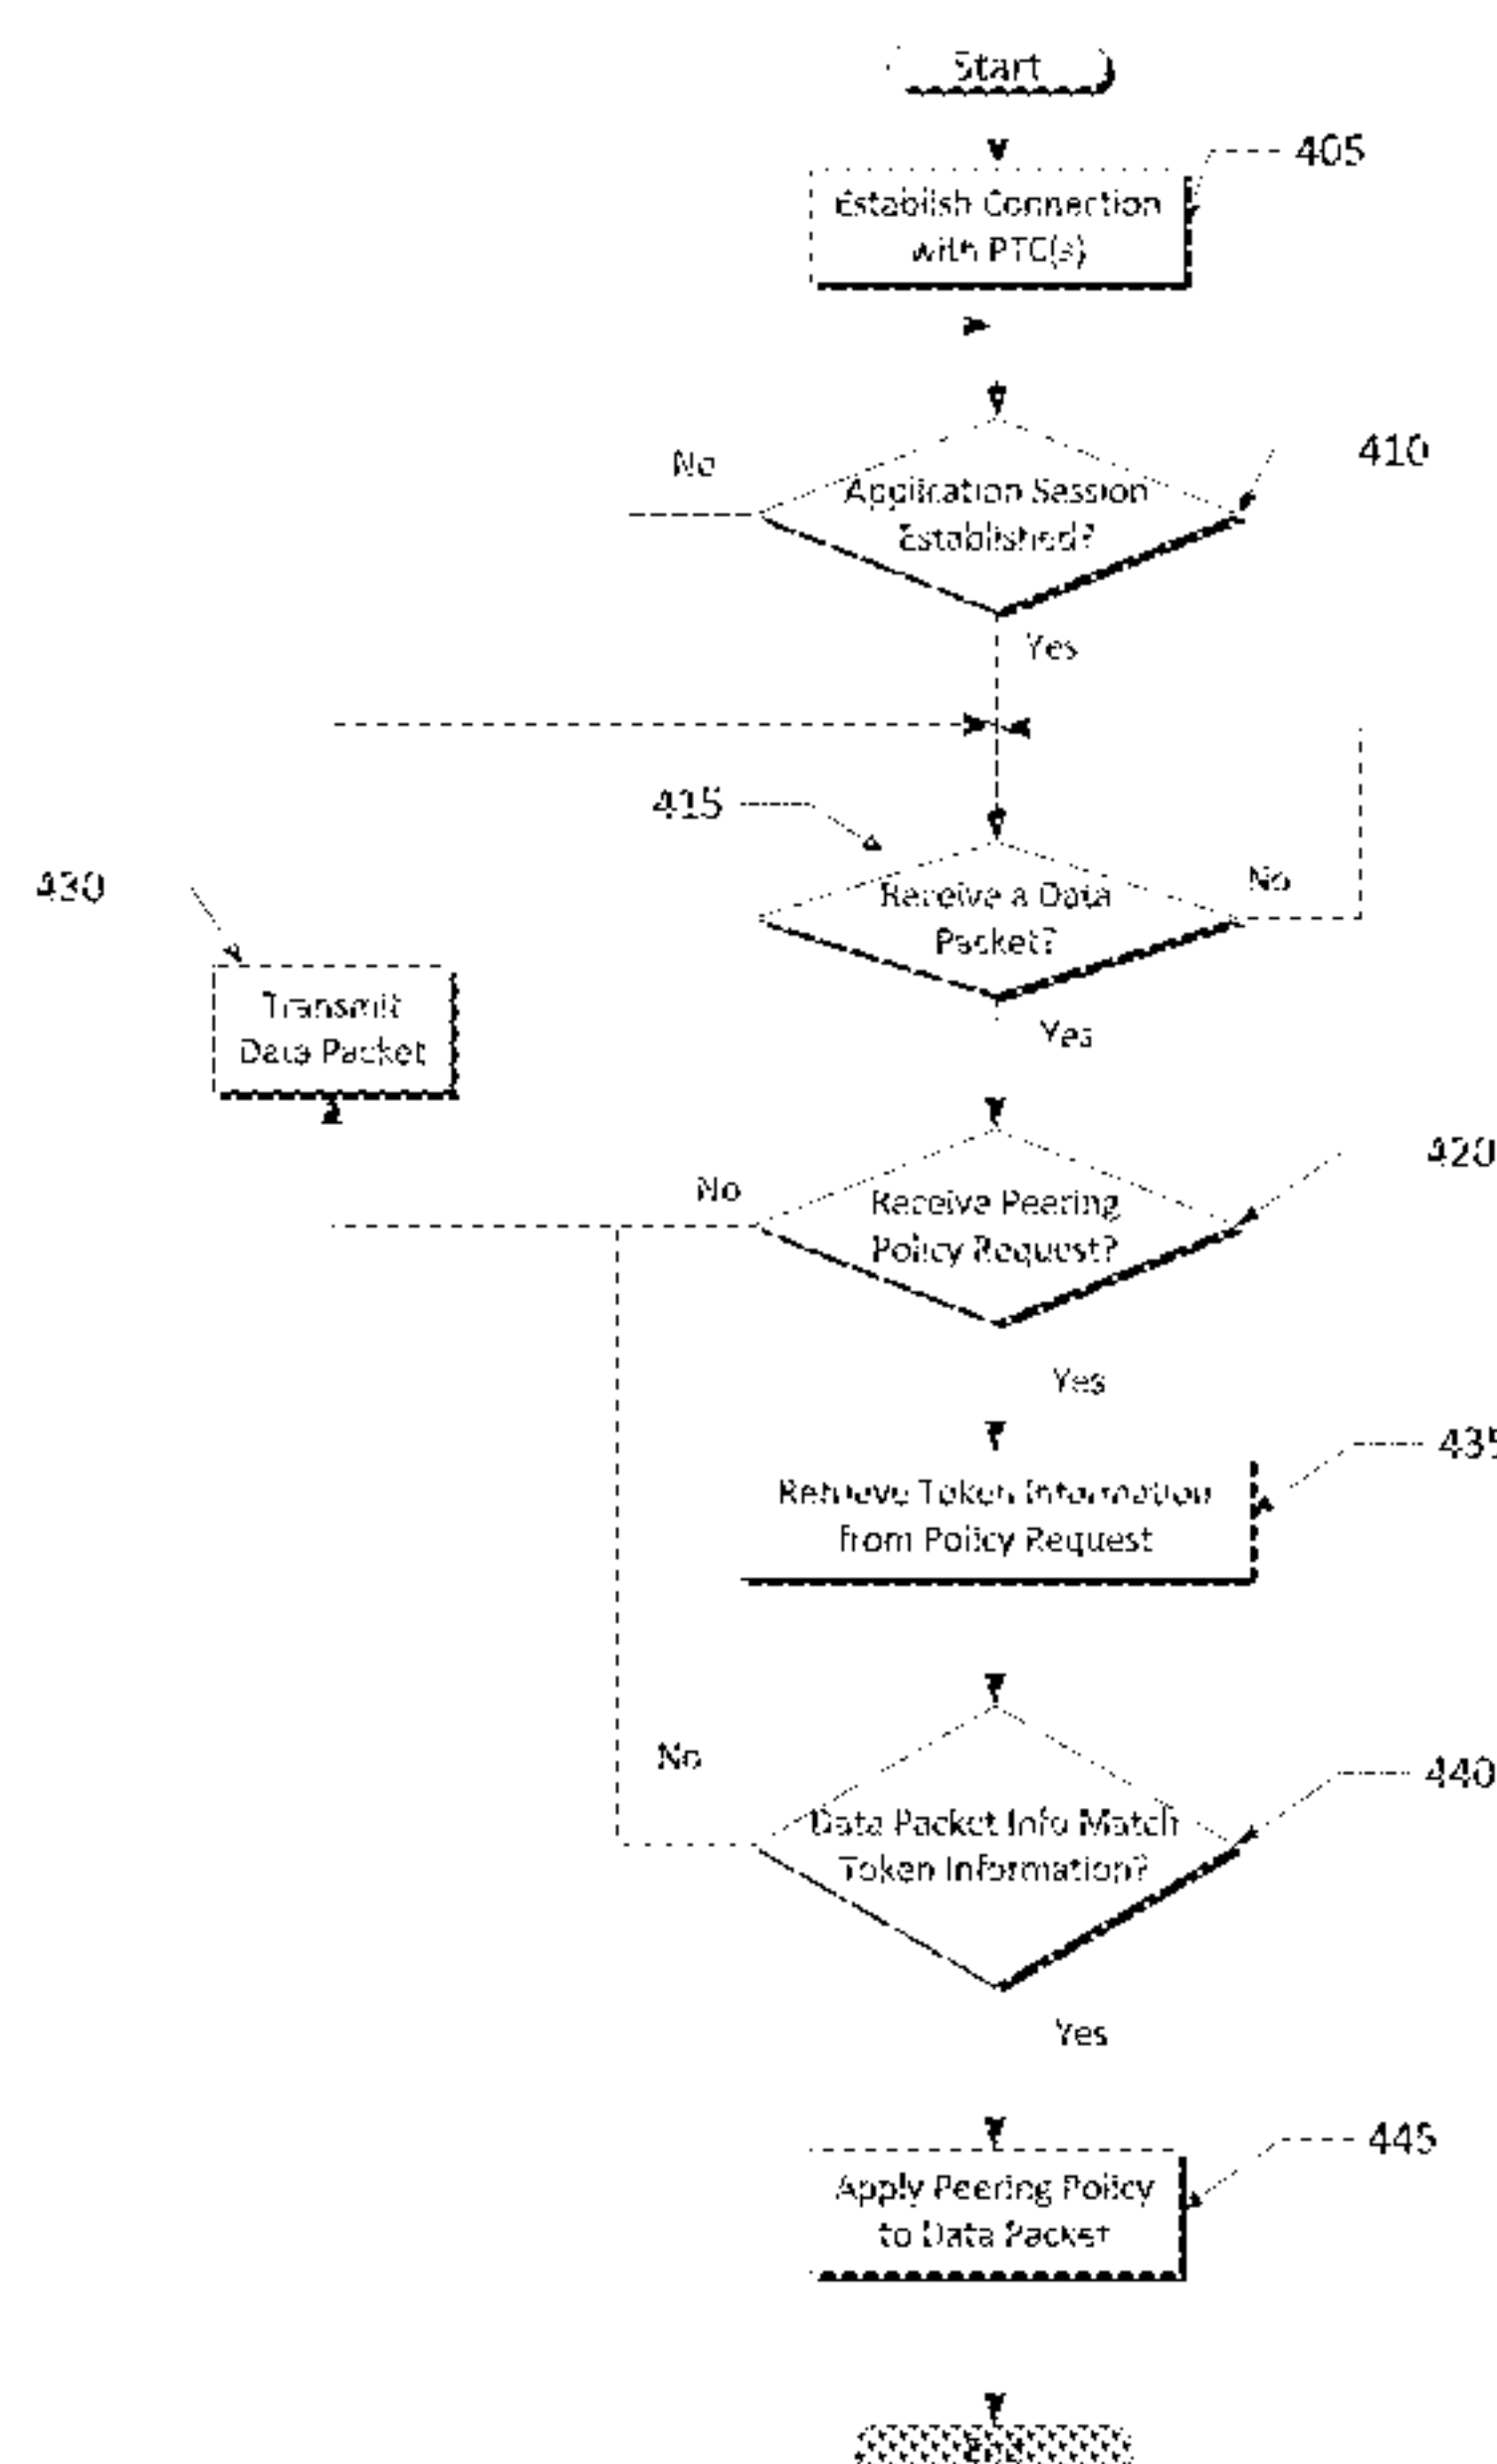 Start
405
Establish Connection
with PTC(s)
No
410
Application Session
Established?
Yes
415
430
No
Receive a Data
Packet?
Transmit
Data Packet
Yes
420
No
Receive Peering
Policy Request?
Yes
435
Retrieve Token Information
from Policy Request
No
440
Data Packet Info Match
Token Information?
Yes
445
Apply Peering Policy
to Data Packet
End